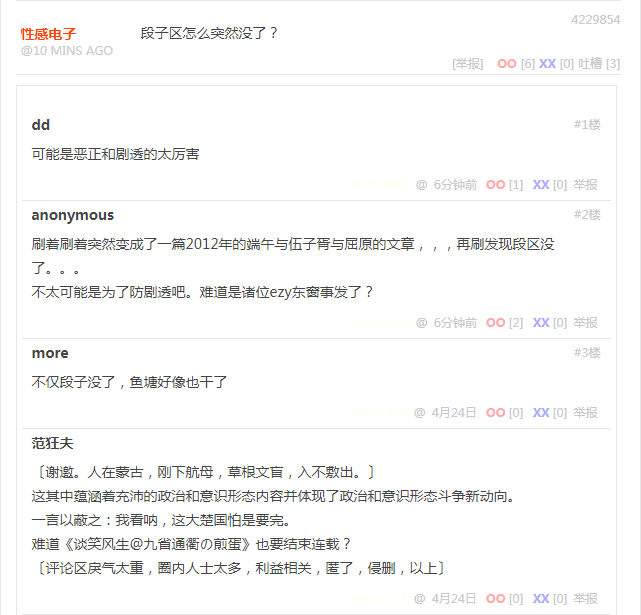 4229854
性感电子 段子区怎么突然没了？
@10 MINS AGO
[举报] OO [6] XX [0] 吐槽 [3]
dd #1楼
可能是恶正和剧透的太厉害
@ 6分钟前 OO [1] XX [0] 举报
anonymous #2楼
刷着刷着突然变成了一篇2012年的端午与伍子胥与屈原的文章，，，再刷发现段区没
了。。。
不太可能是为了防剧透吧。难道是诸位ezy东窗事发了？
@ 6分钟前 OO [2] XX [0] 举报
more #3楼
不仅段子没了，鱼塘好像也干了
@ 4月24日 OO [0] XX [0] 举报
范狂夫
〔谢邀。人在蒙古，刚下航母，草根文盲，入不敷出。〕
这其中蕴涵着充沛的政治和意识形态内容并体现了政治和意识形态斗争新动向。
一言以蔽之：我看呐，这大楚国怕是要完。
难道《谈笑风生@九省通衢の煎蛋》也要结束连载？
〔评论区戾气太重，圈内人士太多，利益相关，匿了，侵删，以上〕
@ 4月24日 OO [0] XX [0] 举报